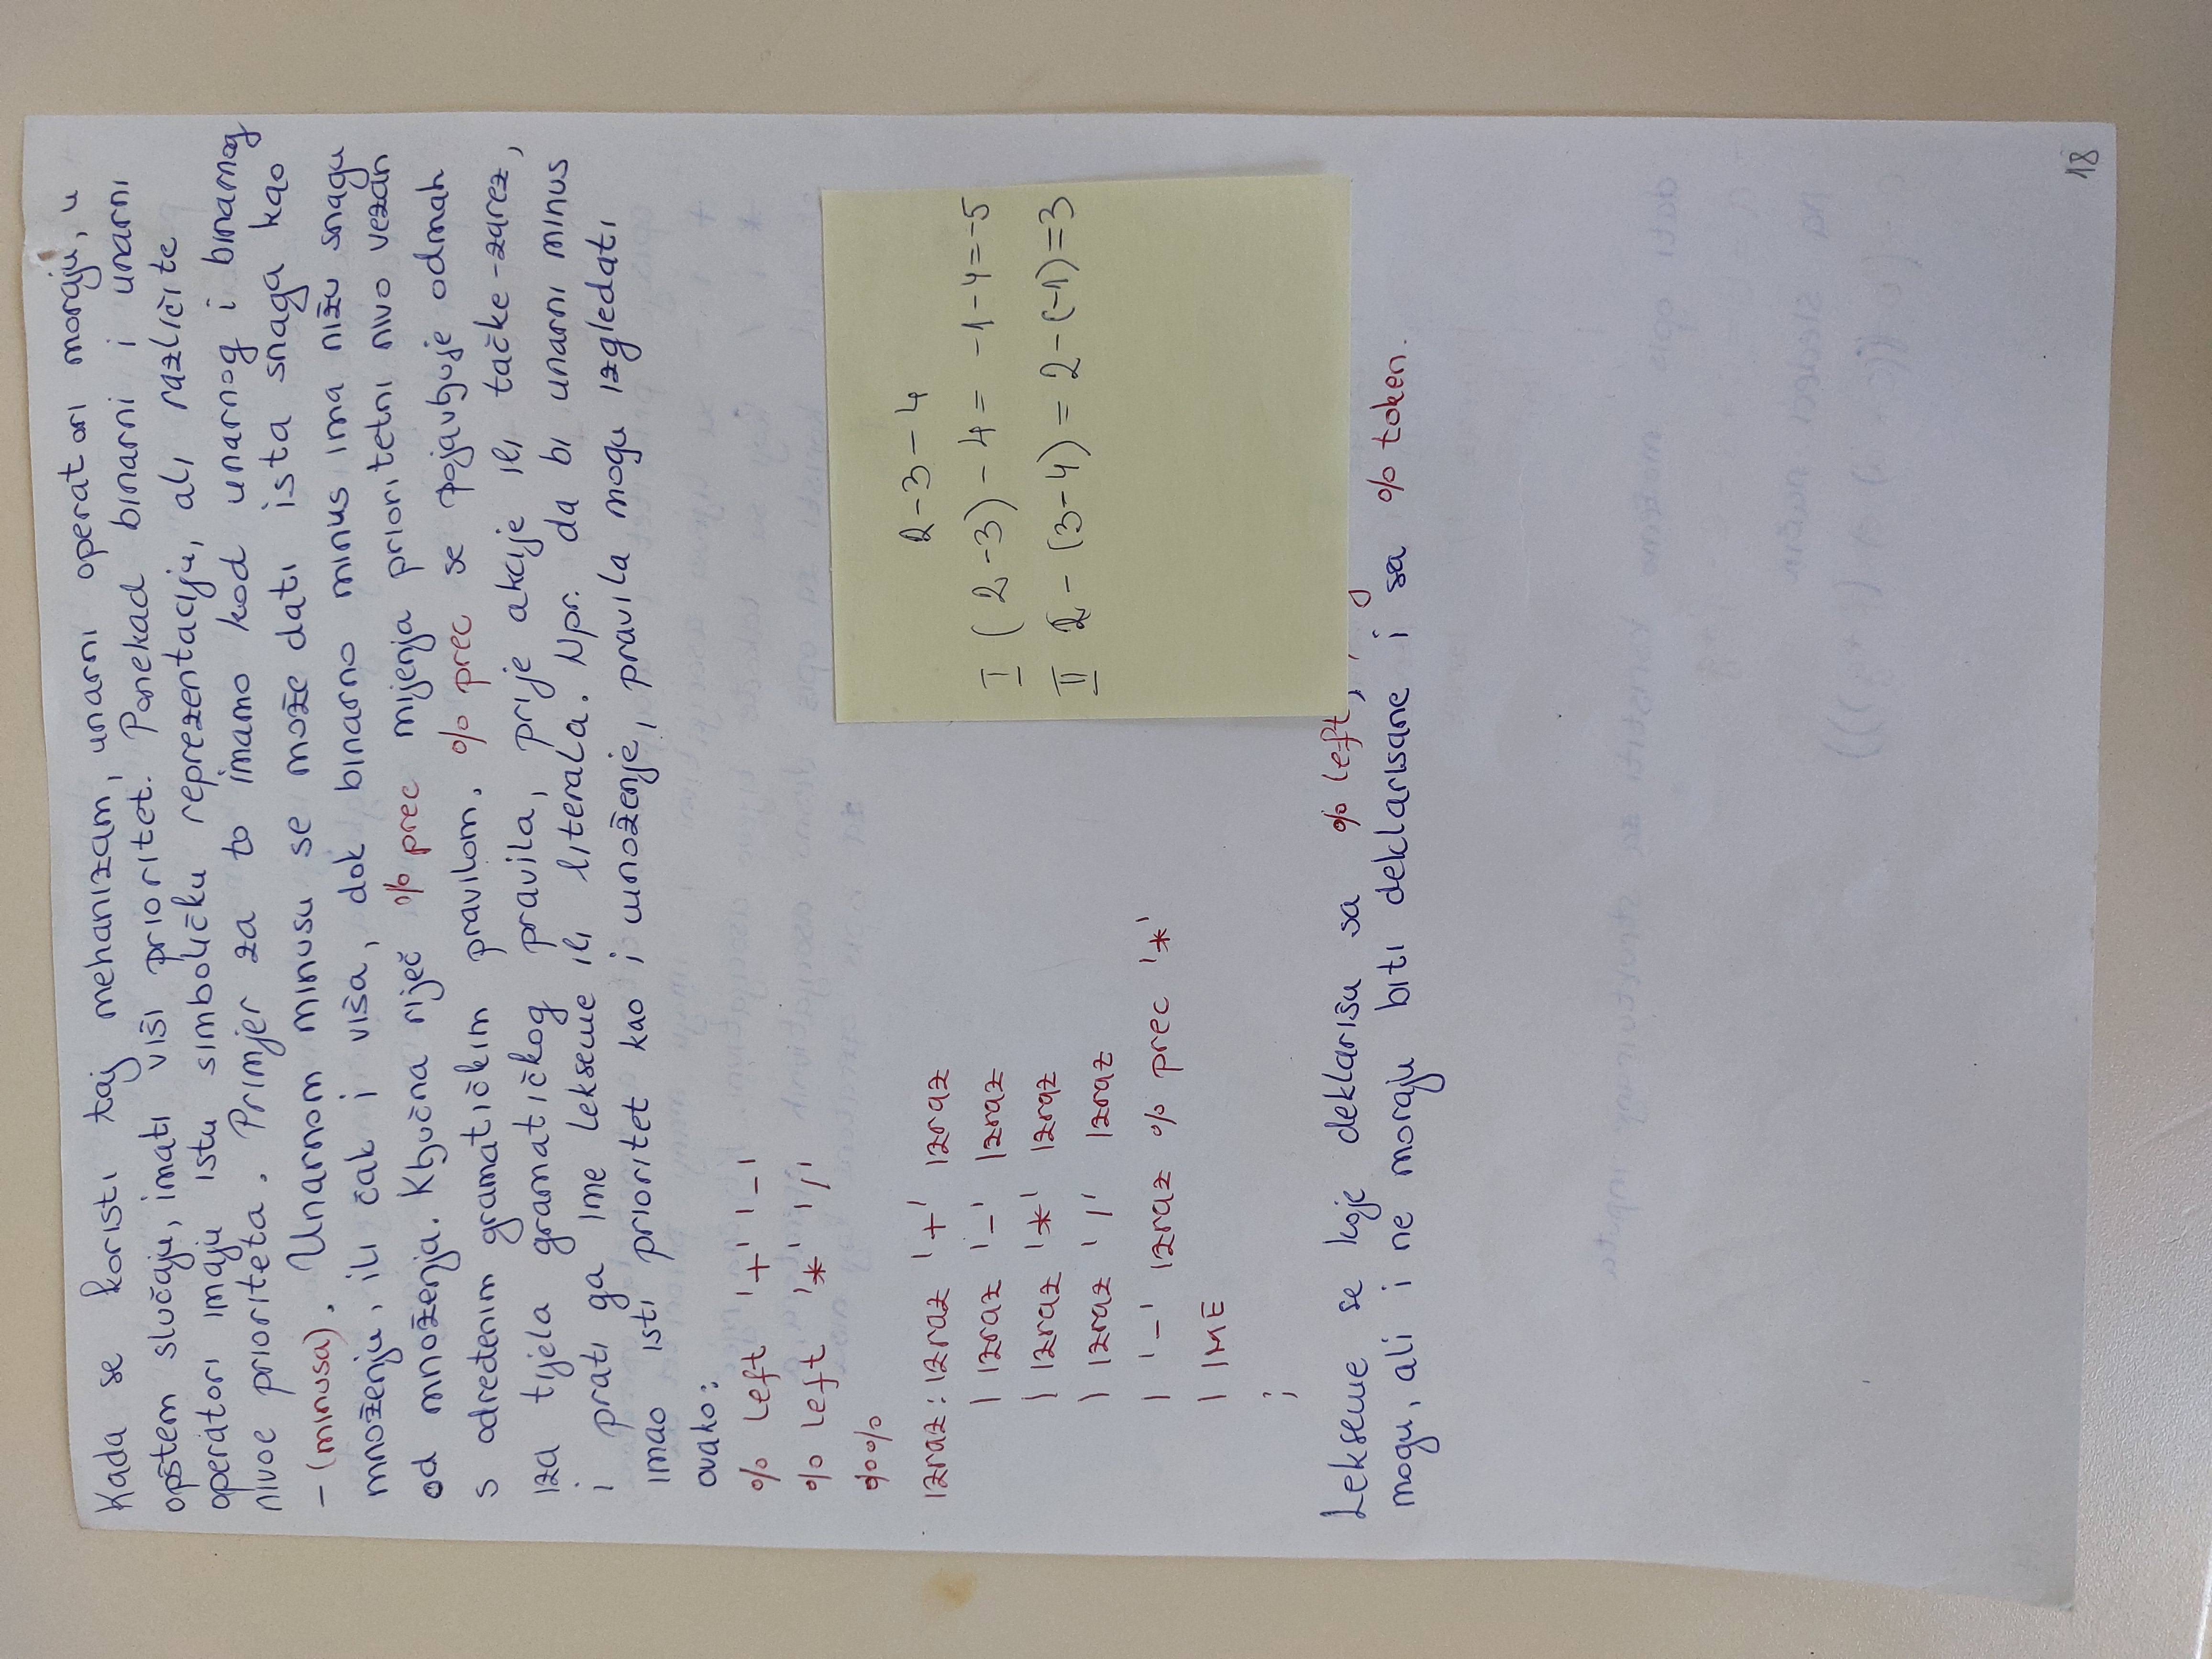 Kada se koristi taj mehanizam, unarni operatori moraju, u
opštem slučaju, imati viši prioritet. Ponekad binarni i unarni
operatori imaju istu simboličku reprezentaciju, ali različite
nivoe prioriteta. Primjer za to imamo kod unarnog i binarnog
- (minusa). Unarnom minusu se može dati ista snaga kao
množenju, ili čak i viša, dok binarno minus ima nižu snagu
od množenja. Ključna riječ % prec mijenja prioritetni nivo vezan
s određenim gramatičkim pravilom. % prec se pojavljuje odmah
iza tijela gramatičkog pravila, prije akcije ili tačke-zarez,
i prati ga ime lekseme ili literala. Npr. da bi unarni minus
imao isti prioritet kao i umnoženje, pravila mogu izgledati
ovako:
% left '+' '-'
% left '*' '/'
%%
izraz: izraz '+' izraz
| izraz '-' izraz
| izraz '*' izraz
| izraz '/' izraz
| '-' izraz % prec '*'
| IME
;
2-3-4
I (2-3)-4 = -1-4=-5
II 2-(3-4) = 2-(-1)=3
Lekseme se koje deklarišu sa % left,
mogu, ali i ne moraju biti deklarisane i sa % token.
18